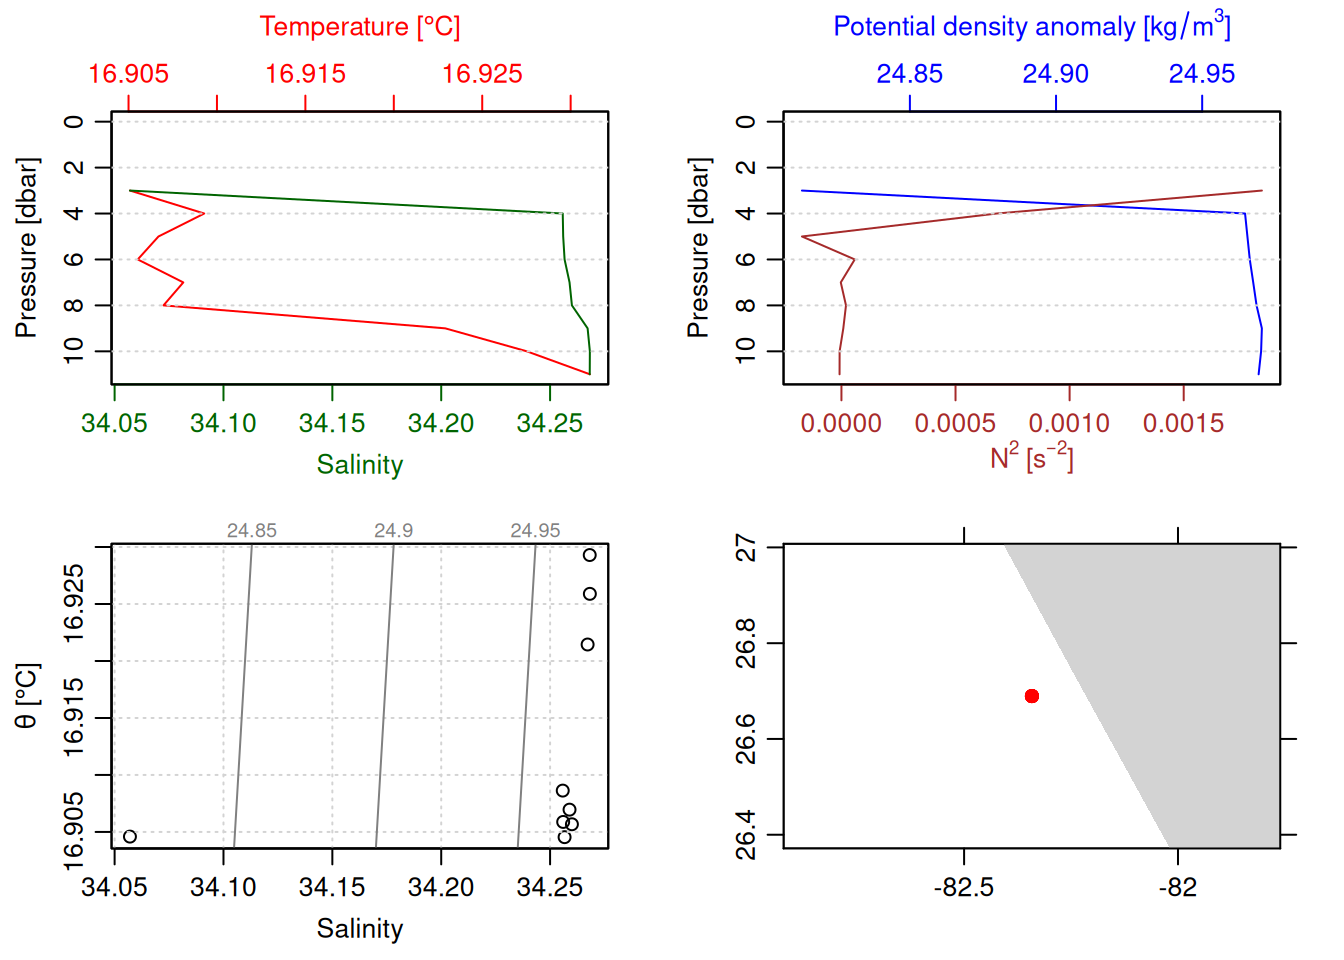 Temperature [°C]
16.905 16.915 16.925
Pressure [dbar]
0 2 4 6 8 10
34.05 34.10 34.15 34.20 34.25
Salinity
Potential density anomaly [kg/m³]
24.85 24.90 24.95
Pressure [dbar]
0 2 4 6 8 10
0.0000 0.0005 0.0010 0.0015
N² [s⁻²]
24.85 24.9 24.95
θ [°C]
16.905 16.915 16.925
34.05 34.10 34.15 34.20 34.25
Salinity
27
26.8
26.6
26.4
-82.5 -82